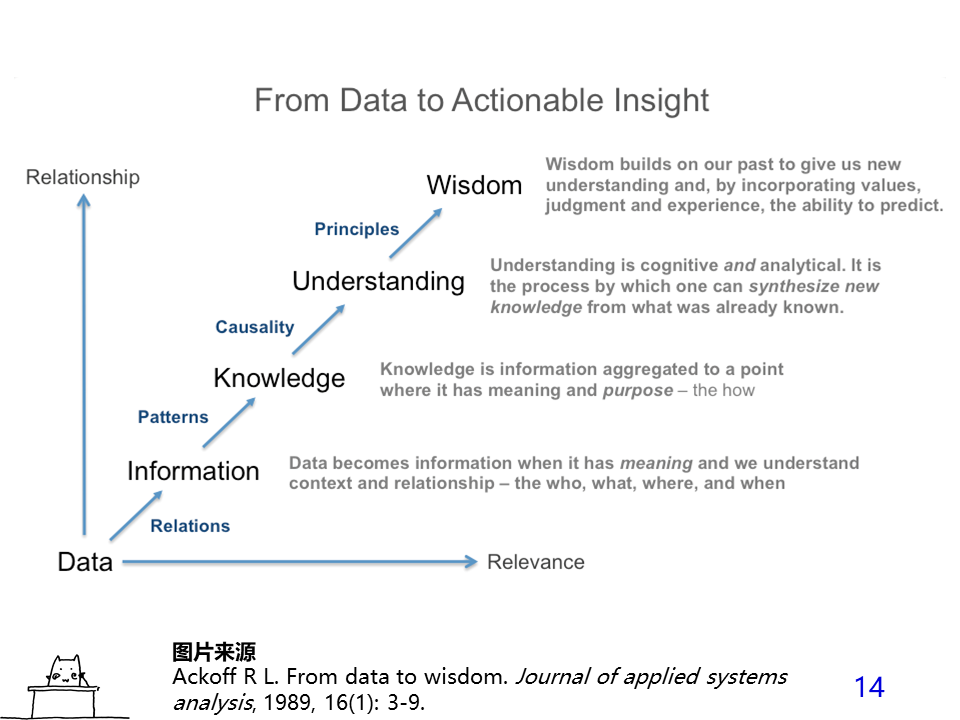 From Data to Actionable Insight
Relationship
Wisdom
Wisdom builds on our past to give us new
understanding and, by incorporating values,
judgment and experience, the ability to predict.
Principles
Understanding
Understanding is cognitive and analytical. It is
the process by which one can synthesize new
knowledge from what was already known.
Causality
Knowledge
Knowledge is information aggregated to a point
where it has meaning and purpose – the how
Patterns
Information
Data becomes information when it has meaning and we understand
context and relationship – the who, what, where, and when
Relations
Data
Relevance
图片来源
Ackoff R L. From data to wisdom. Journal of applied systems
analysis, 1989, 16(1): 3-9.
14